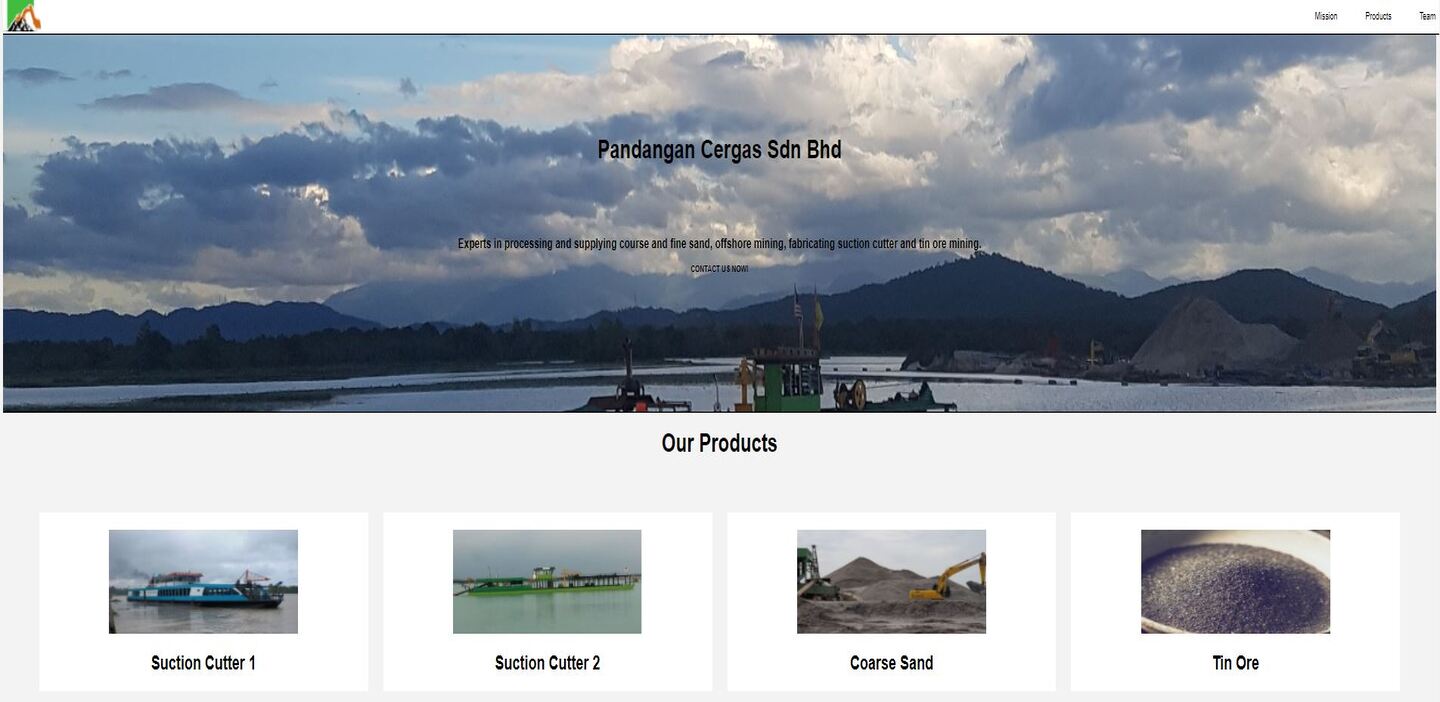 Mission Products Team
Pandangan Cergas Sdn Bhd
Experts in processing and supplying course and fine sand, offshore mining, fabricating suction cutter and tin ore mining.
CONTACT US NOW!
Our Products
Suction Cutter 1
Suction Cutter 2
Coarse Sand
Tin Ore